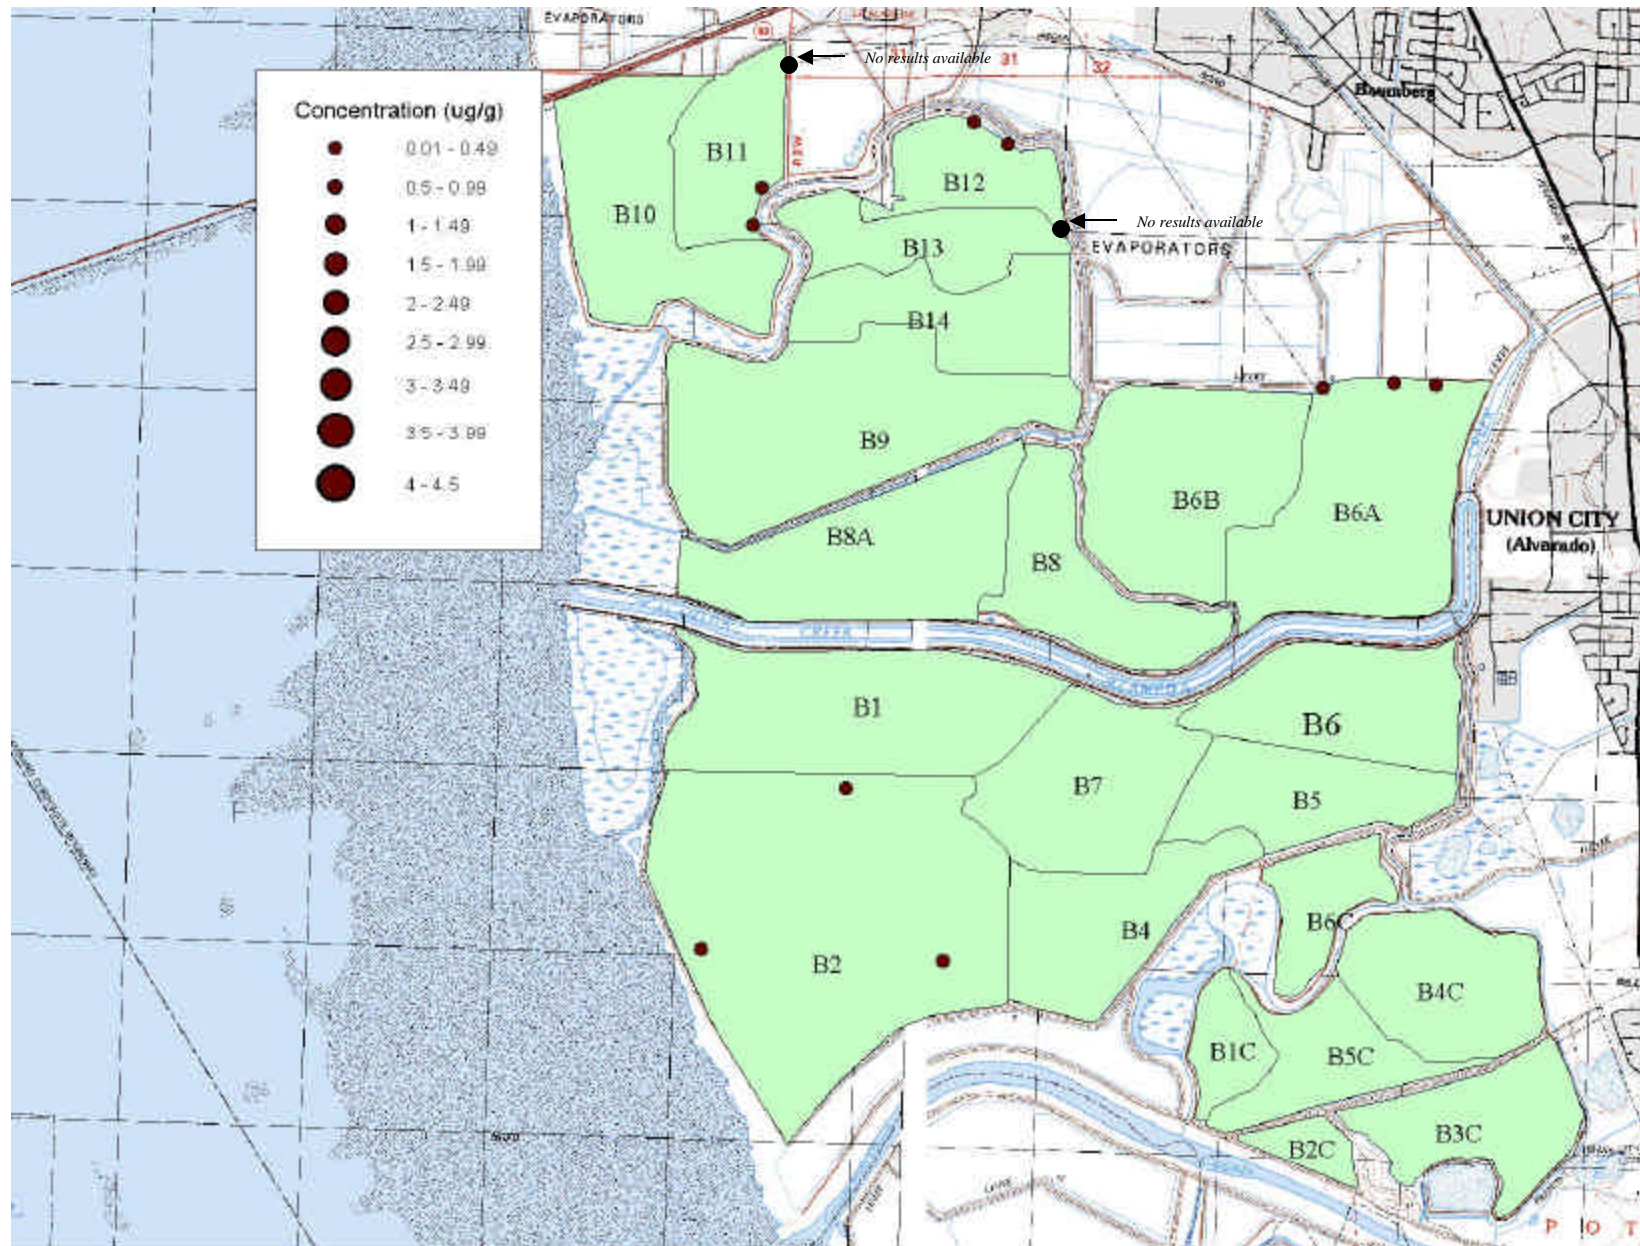 EVAPORATORS
No results available
31
31
32
Concentration (ug/g)
0.01 - 0.49
0.5 - 0.99
1 - 1.49
1.5 - 1.99
2 - 2.49
2.5 - 2.99
3 - 3.49
3.5 - 3.99
4 - 4.5
Baumberg
B11
B12
B10
No results available
B13
EVAPORATORS
B14
B9
B6B
B6A
UNION CITY
(Alvarado)
B8A
B8
CREEK
B1
B6
B7
B5
B6C
B4
B2
B4C
B1C
B5C
B3C
B2C
P O T